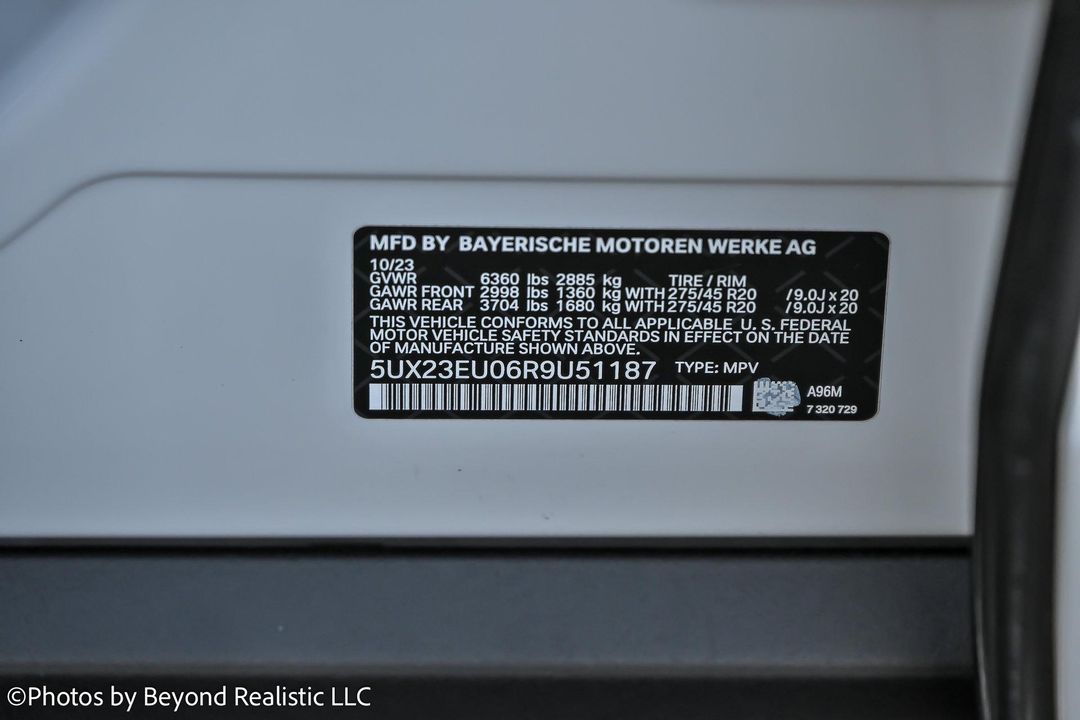 MFD BY BAYERISCHE MOTOREN WERKE AG
10/23
GVWR 6360 lbs 2885 kg TIRE / RIM
GAWR FRONT 2998 lbs 1360 kg WITH 275/45 R20 / 9.0J x 20
GAWR REAR 3704 lbs 1680 kg WITH 275/45 R20 / 9.0J x 20
THIS VEHICLE CONFORMS TO ALL APPLICABLE U. S. FEDERAL
MOTOR VEHICLE SAFETY STANDARDS IN EFFECT ON THE DATE
OF MANUFACTURE SHOWN ABOVE.
5UX23EU06R9U51187 TYPE: MPV
A96M
7 320 729
©Photos by Beyond Realistic LLC